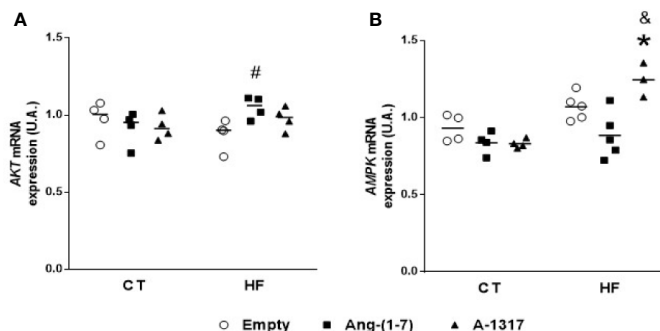 A
AKT mRNA
expression (U.A.)
1.5
1.0
0.5
0.0
#
CT
HF
B
AMPK mRNA
expression (U.A.)
1.5
1.0
0.5
0.0
&
*
CT
HF
Empty
Ang-(1-7)
A-1317